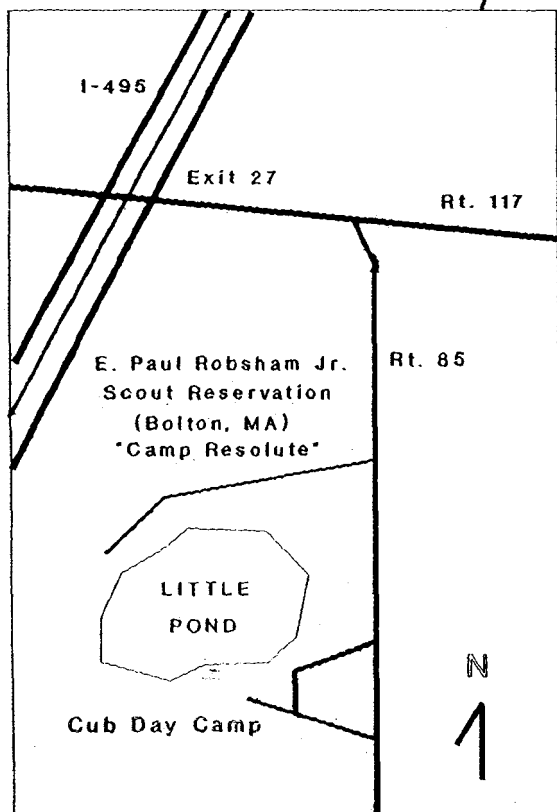 I-495
Exit 27
Rt. 117
E. Paul Robsham Jr.
Scout Reservation
(Bolton, MA)
"Camp Resolute"
Rt. 85
LITTLE
POND
N
Cub Day Camp